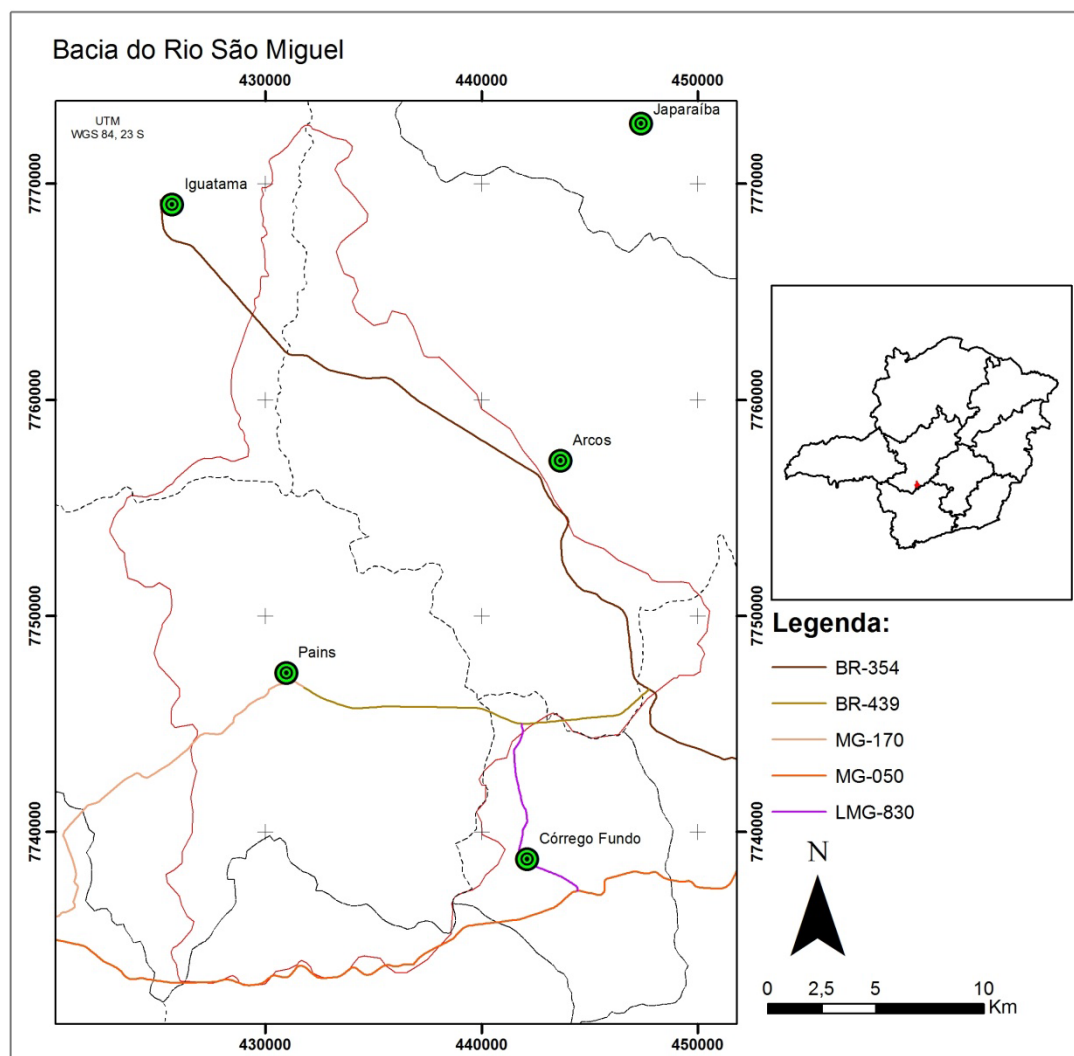 Bacia do Rio São Miguel
430000 440000 450000
UTM
WGS 84, 23 S
Japaraíba
7770000 7770000
Iguatama
7760000 7760000
Arcos
7750000 7750000
Pains
7740000 7740000
Córrego Fundo
430000 440000 450000
Legenda:
BR-354
BR-439
MG-170
MG-050
LMG-830
N
0 2,5 5 10
Km